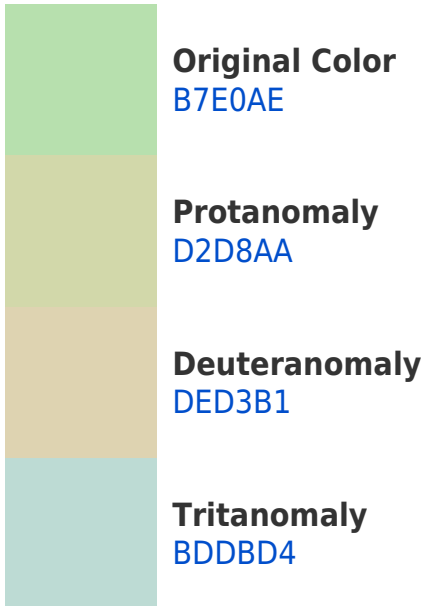 Original Color
B7E0AE
Protanomaly
D2D8AA
Deuteranomaly
DED3B1
Tritanomaly
BDDBD4